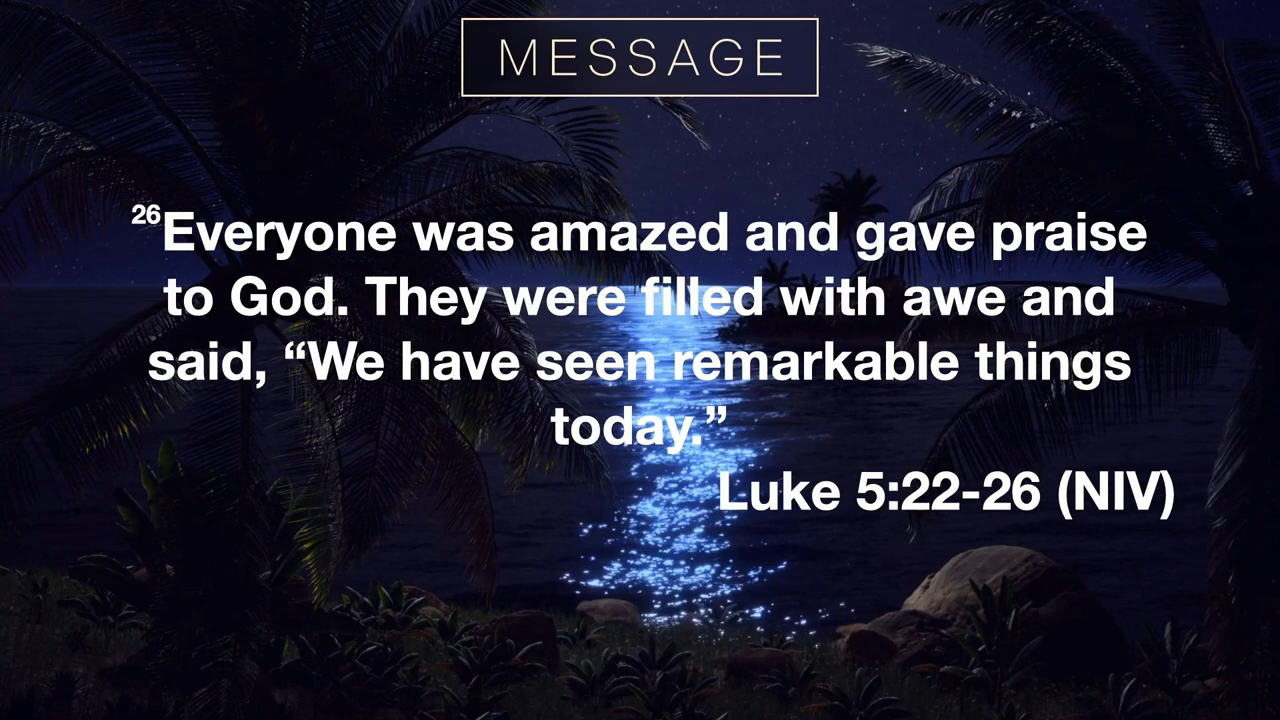 MESSAGE
26Everyone was amazed and gave praise
to God. They were filled with awe and
said, “We have seen remarkable things
today.”
Luke 5:22-26 (NIV)